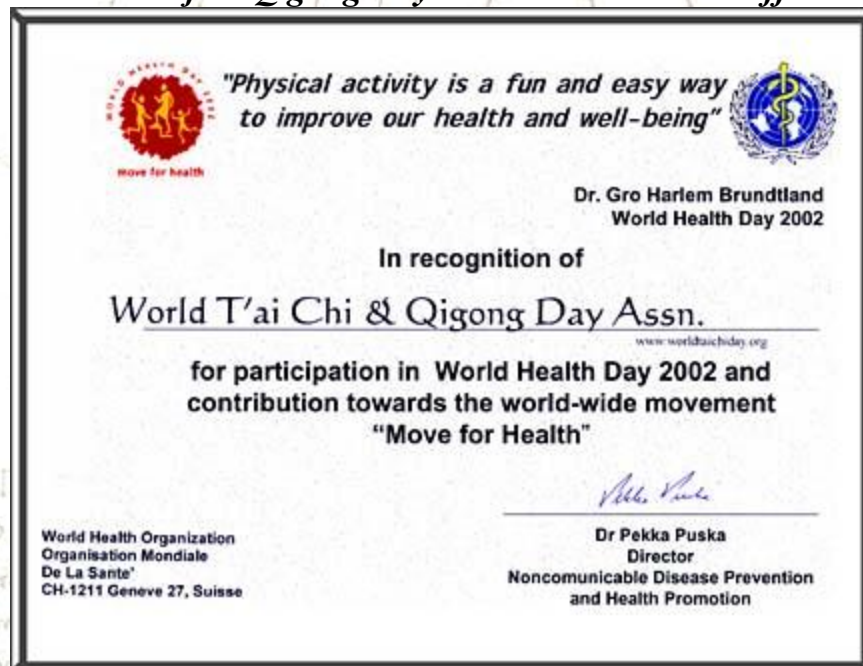 WORLD HEALTH DAY 2002
move for health
"Physical activity is a fun and easy way
to improve our health and well-being"
Dr. Gro Harlem Brundtland
World Health Day 2002
In recognition of
World T'ai Chi & Qigong Day Assn.
www.worldtaichiday.org
for participation in World Health Day 2002 and
contribution towards the world-wide movement
"Move for Health"
World Health Organization
Organisation Mondiale
De La Sante'
CH-1211 Geneve 27, Suisse
Dr Pekka Puska
Director
Noncomunicable Disease Prevention
and Health Promotion